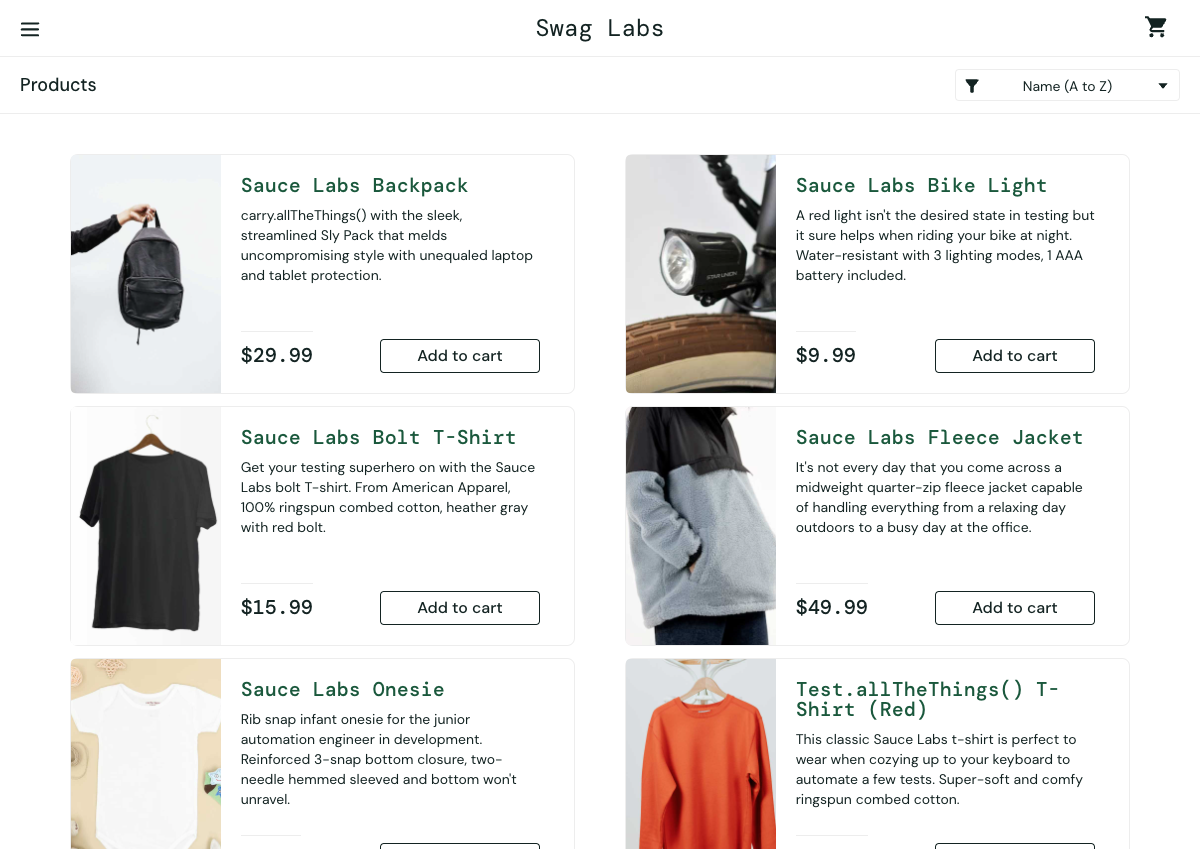 Swag Labs
Products
Name (A to Z)
Sauce Labs Backpack
carry.allTheThings() with the sleek,
streamlined Sly Pack that melds
uncompromising style with unequaled laptop
and tablet protection.
$29.99
Add to cart
Sauce Labs Bike Light
A red light isn't the desired state in testing but
it sure helps when riding your bike at night.
Water-resistant with 3 lighting modes, 1 AAA
battery included.
$9.99
Add to cart
Sauce Labs Bolt T-Shirt
Get your testing superhero on with the Sauce
Labs bolt T-shirt. From American Apparel,
100% ringspun combed cotton, heather gray
with red bolt.
$15.99
Add to cart
Sauce Labs Fleece Jacket
It's not every day that you come across a
midweight quarter-zip fleece jacket capable
of handling everything from a relaxing day
outdoors to a busy day at the office.
$49.99
Add to cart
Sauce Labs Onesie
Rib snap infant onesie for the junior
automation engineer in development.
Reinforced 3-snap bottom closure, two-
needle hemmed sleeved and bottom won't
unravel.
Test.allTheThings() T-
Shirt (Red)
This classic Sauce Labs t-shirt is perfect to
wear when cozying up to your keyboard to
automate a few tests. Super-soft and comfy
ringspun combed cotton.